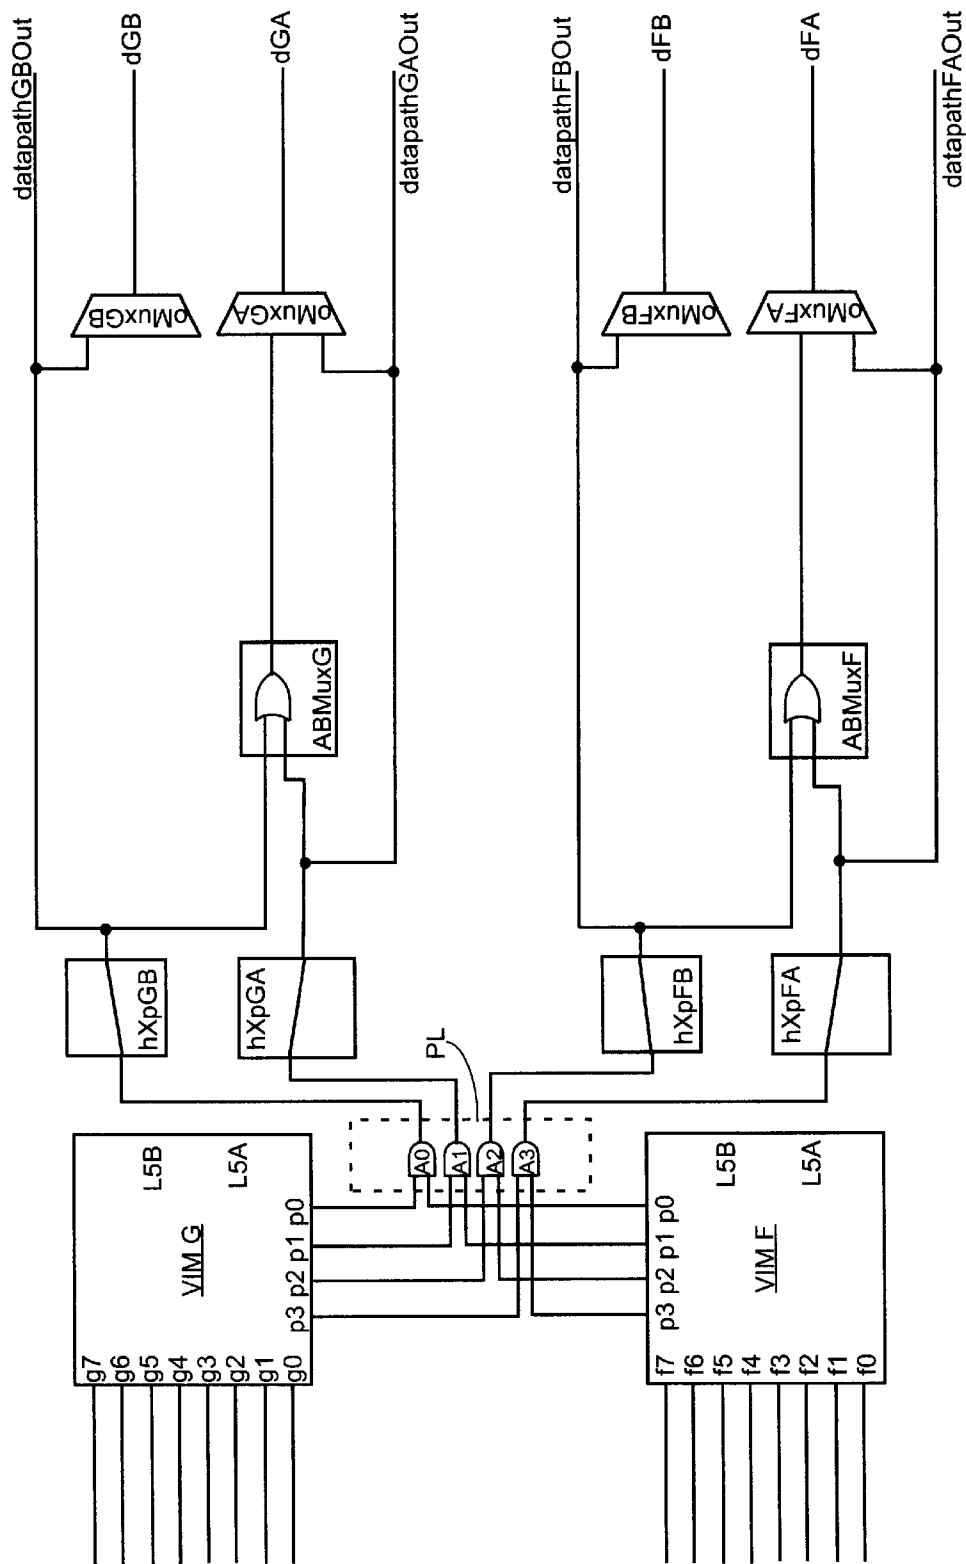 datapathGBOut
dGB
dGA
datapathGAOut
datapathFBOut
dFB
dFA
datapathFAOut
oMuxGB
oMuxGA
oMuxFB
oMuxFA
ABMuxG
ABMuxF
hXpGB
hXpGA
hXpFB
hXpFA
PL
A0
A1
A2
A3
L5B
L5A
VIM G
p3 p2 p1 p0
g7
g6
g5
g4
g3
g2
g1
g0
L5B
L5A
VIM F
p3 p2 p1 p0
f7
f6
f5
f4
f3
f2
f1
f0